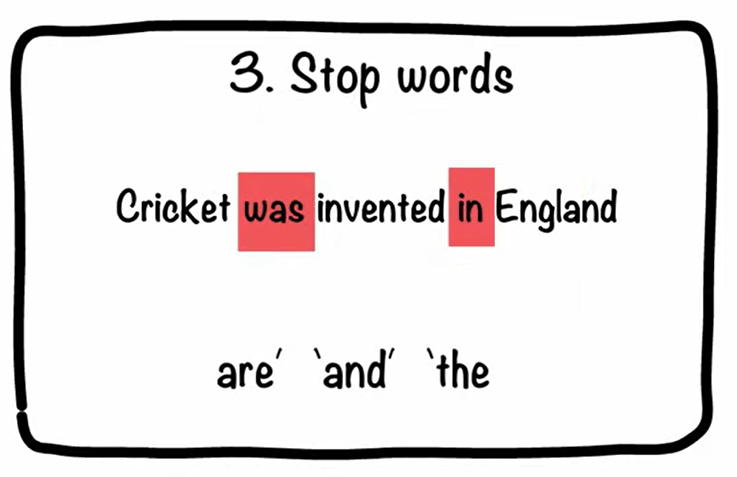 3. Stop words
Cricket was invented in England
are' 'and' 'the